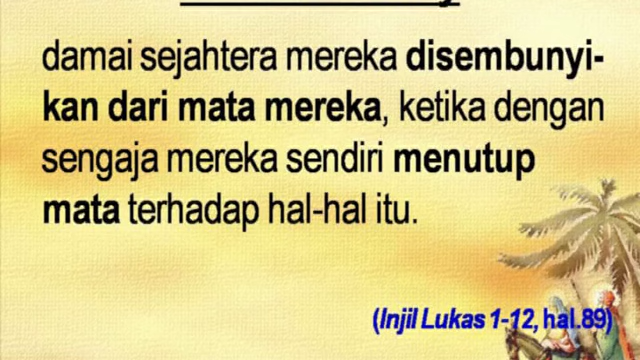 damai sejahtera mereka disembunyi-
kan dari mata mereka, ketika dengan
sengaja mereka sendiri menutup
mata terhadap hal-hal itu.
(Injil Lukas 1-12, hal.89)